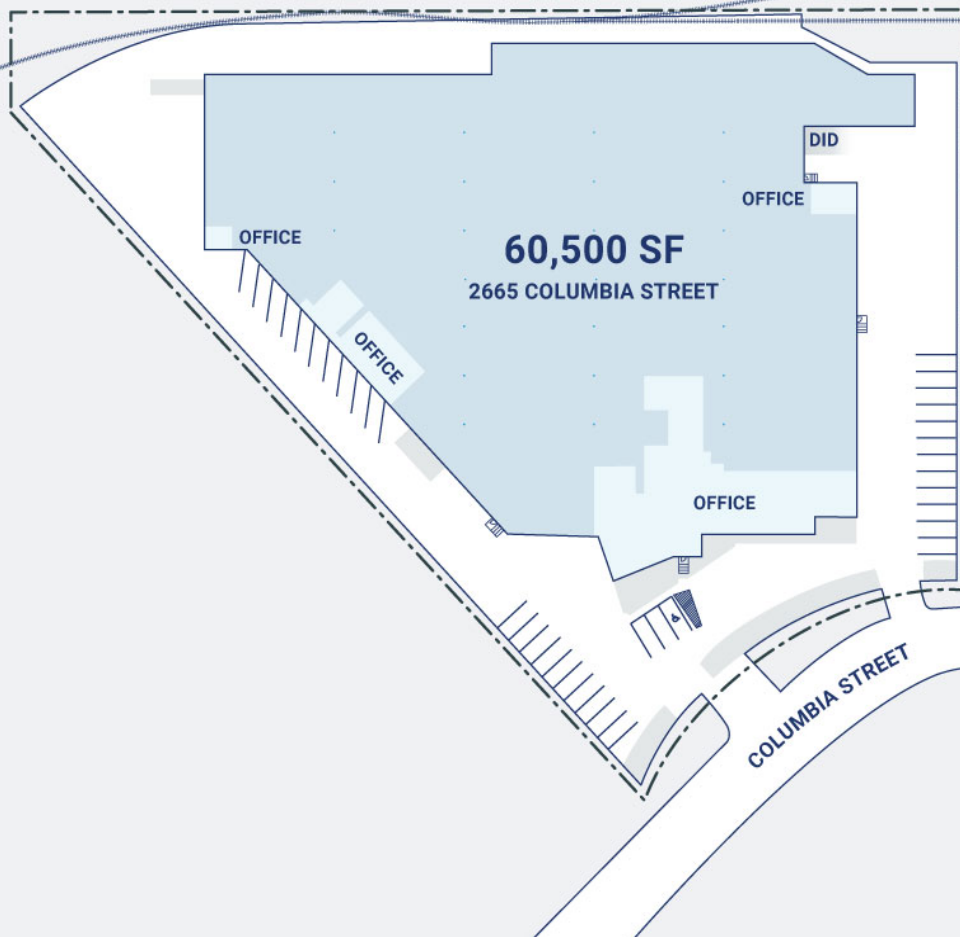 DID
OFFICE
OFFICE
60,500 SF
2665 COLUMBIA STREET
OFFICE
OFFICE
COLUMBIA STREET